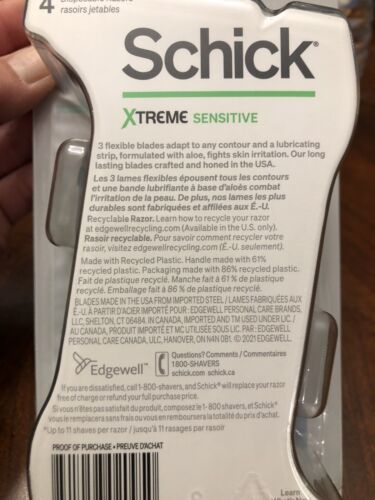 4 Disposable Razors
rasoirs jetables
Schick®
XTREME SENSITIVE
3 flexible blades adapt to any contour and a lubricating
strip, formulated with aloe, fights skin irritation. Our long
lasting blades crafted and honed in the USA.
Les 3 lames flexibles épousent tous les contours
et une bande lubrifiante à base d'aloès combat
l'irritation de la peau. De plus, nos lames les plus
durables sont fabriquées et affilées aux É.-U.
Recyclable Razor. Learn how to recycle your razor
at edgewellrecycling.com (Available in the U.S. only).
Rasoir recyclable. Pour savoir comment recycler votre
rasoir, visitez edgewellrecycling.com (É.-U. seulement).
Made with Recycled Plastic. Handle made with 61%
recycled plastic. Packaging made with 86% recycled plastic.
Fait de plastique recyclé. Manche fait à 61 % de plastique
recyclé. Emballage fait à 86 % de plastique recyclé.
BLADES MADE IN THE USA FROM IMPORTED STEEL / LAMES FABRIQUÉES AUX
É.-U. À PARTIR D'ACIER IMPORTÉ POUR : EDGEWELL PERSONAL CARE BRANDS,
LLC, SHELTON, CT 06484. IN CANADA, IMPORTED AND TM USED UNDER LIC. /
AU CANADA, PRODUIT IMPORTÉ ET MC UTILISÉE SOUS LIC. PAR : EDGEWELL
PERSONAL CARE CANADA, ULC, HANOVER, ON N4N 0B1. © 2021 EDGEWELL.
Edgewell™
Questions? Comments / Commentaires
1800-SHAVERS
schick.com schick.ca
If you are dissatisfied, call 1-800-shavers, and Schick® will replace your razor
free of charge or refund your full purchase price.
Si vous n'êtes pas satisfait du produit, composez le 1-800-shavers, et Schick®
vous le remplacera sans frais ou vous en remboursera la totalité du prix d'achat.
*Up to 11 shaves per razor / jusqu'à 11 rasages par rasoir
PROOF OF PURCHASE • PREUVE D'ACHAT
Learn